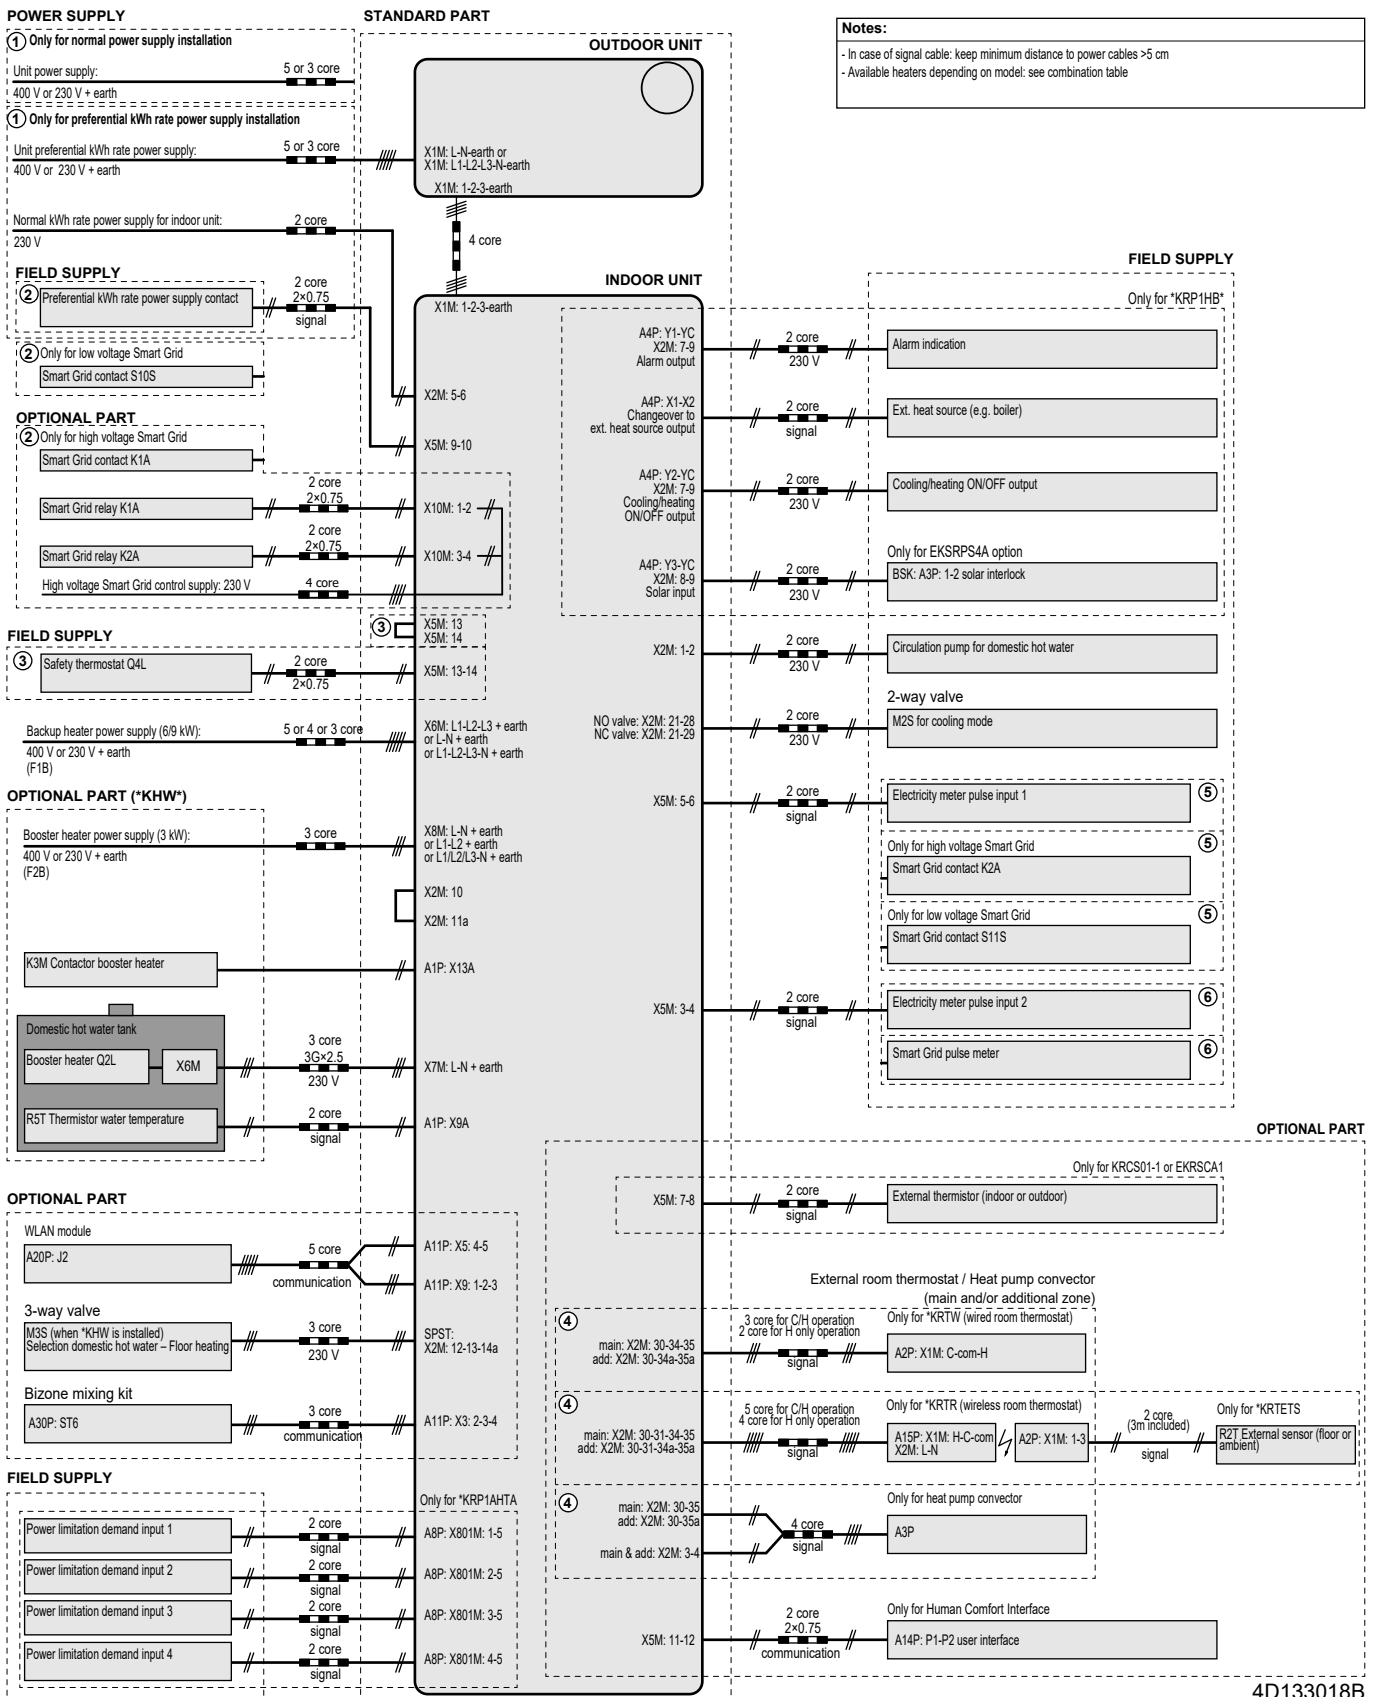 POWER SUPPLY
① Only for normal power supply installation
Unit power supply:
5 or 3 core
400 V or 230 V + earth
① Only for preferential kWh rate power supply installation
Unit preferential kWh rate power supply:
5 or 3 core
400 V or 230 V + earth
Normal kWh rate power supply for indoor unit:
2 core
230 V
FIELD SUPPLY
② Preferential kWh rate power supply contact
2 core
2×0.75
signal
② Only for low voltage Smart Grid
Smart Grid contact S10S
OPTIONAL PART
② Only for high voltage Smart Grid
Smart Grid contact K1A
Smart Grid relay K1A
2 core
2×0.75
Smart Grid relay K2A
2 core
2×0.75
High voltage Smart Grid control supply: 230 V
4 core
FIELD SUPPLY
③ Safety thermostat Q4L
2 core
2×0.75
Backup heater power supply (6/9 kW):
5 or 4 or 3 core
400 V or 230 V + earth
(F1B)
OPTIONAL PART (*KHW*)
Booster heater power supply (3 kW):
3 core
400 V or 230 V + earth
(F2B)
K3M Contactor booster heater
Domestic hot water tank
Booster heater Q2L
X6M
3 core
3G×2.5
230 V
R5T Thermistor water temperature
2 core
signal
OPTIONAL PART
WLAN module
A20P: J2
5 core
communication
3-way valve
M3S (when *KHW is installed)
Selection domestic hot water – Floor heating
3 core
230 V
Bizone mixing kit
A30P: ST6
3 core
communication
FIELD SUPPLY
Power limitation demand input 1
2 core
signal
Power limitation demand input 2
2 core
signal
Power limitation demand input 3
2 core
signal
Power limitation demand input 4
2 core
signal
STANDARD PART
OUTDOOR UNIT
X1M: L-N-earth or
X1M: L1-L2-L3-N-earth
X1M: 1-2-3-earth
4 core
INDOOR UNIT
X1M: 1-2-3-earth
X2M: 5-6
X5M: 9-10
X10M: 1-2
X10M: 3-4
③
X5M: 13
X5M: 14
X5M: 13-14
X6M: L1-L2-L3 + earth
or L-N + earth
or L1-L2-L3-N + earth
X8M: L-N + earth
or L1-L2 + earth
or L1/L2/L3-N + earth
X2M: 10
X2M: 11a
A1P: X13A
X7M: L-N + earth
A1P: X9A
A11P: X5: 4-5
A11P: X9: 1-2-3
SPST:
X2M: 12-13-14a
A11P: X3: 2-3-4
Only for *KRP1AHTA
A8P: X801M: 1-5
A8P: X801M: 2-5
A8P: X801M: 3-5
A8P: X801M: 4-5
Notes:
- In case of signal cable: keep minimum distance to power cables >5 cm
- Available heaters depending on model: see combination table
FIELD SUPPLY
Only for *KRP1HB*
A4P: Y1-YC
X2M: 7-9
Alarm output
2 core
230 V
Alarm indication
A4P: X1-X2
Changeover to
ext. heat source output
2 core
signal
Ext. heat source (e.g. boiler)
A4P: Y2-YC
X2M: 7-9
Cooling/heating
ON/OFF output
2 core
230 V
Cooling/heating ON/OFF output
Only for EKSRPS4A option
A4P: Y3-YC
X2M: 8-9
Solar input
2 core
230 V
BSK: A3P: 1-2 solar interlock
X2M: 1-2
2 core
230 V
Circulation pump for domestic hot water
2-way valve
NO valve: X2M: 21-28
NC valve: X2M: 21-29
2 core
230 V
M2S for cooling mode
X5M: 5-6
2 core
signal
Electricity meter pulse input 1
⑤
Only for high voltage Smart Grid
⑤
Smart Grid contact K2A
Only for low voltage Smart Grid
⑤
Smart Grid contact S11S
X5M: 3-4
2 core
signal
Electricity meter pulse input 2
⑥
Smart Grid pulse meter
⑥
OPTIONAL PART
Only for KRCS01-1 or EKRSCA1
X5M: 7-8
2 core
signal
External thermistor (indoor or outdoor)
External room thermostat / Heat pump convector
(main and/or additional zone)
④
3 core for C/H operation
2 core for H only operation
Only for *KRTW (wired room thermostat)
main: X2M: 30-34-35
add: X2M: 30-34a-35a
signal
A2P: X1M: C-com-H
④
5 core for C/H operation
4 core for H only operation
Only for *KRTR (wireless room thermostat)
main: X2M: 30-31-34-35
add: X2M: 30-31-34a-35a
signal
A15P: X1M: H-C-com
X2M: L-N
A2P: X1M: 1-3
2 core
(3m included)
signal
Only for *KRTETS
R2T External sensor (floor or
ambient)
④
Only for heat pump convector
main: X2M: 30-35
add: X2M: 30-35a
main & add: X2M: 3-4
4 core
signal
A3P
Only for Human Comfort Interface
X5M: 11-12
2 core
2×0.75
communication
A14P: P1-P2 user interface
4D133018B